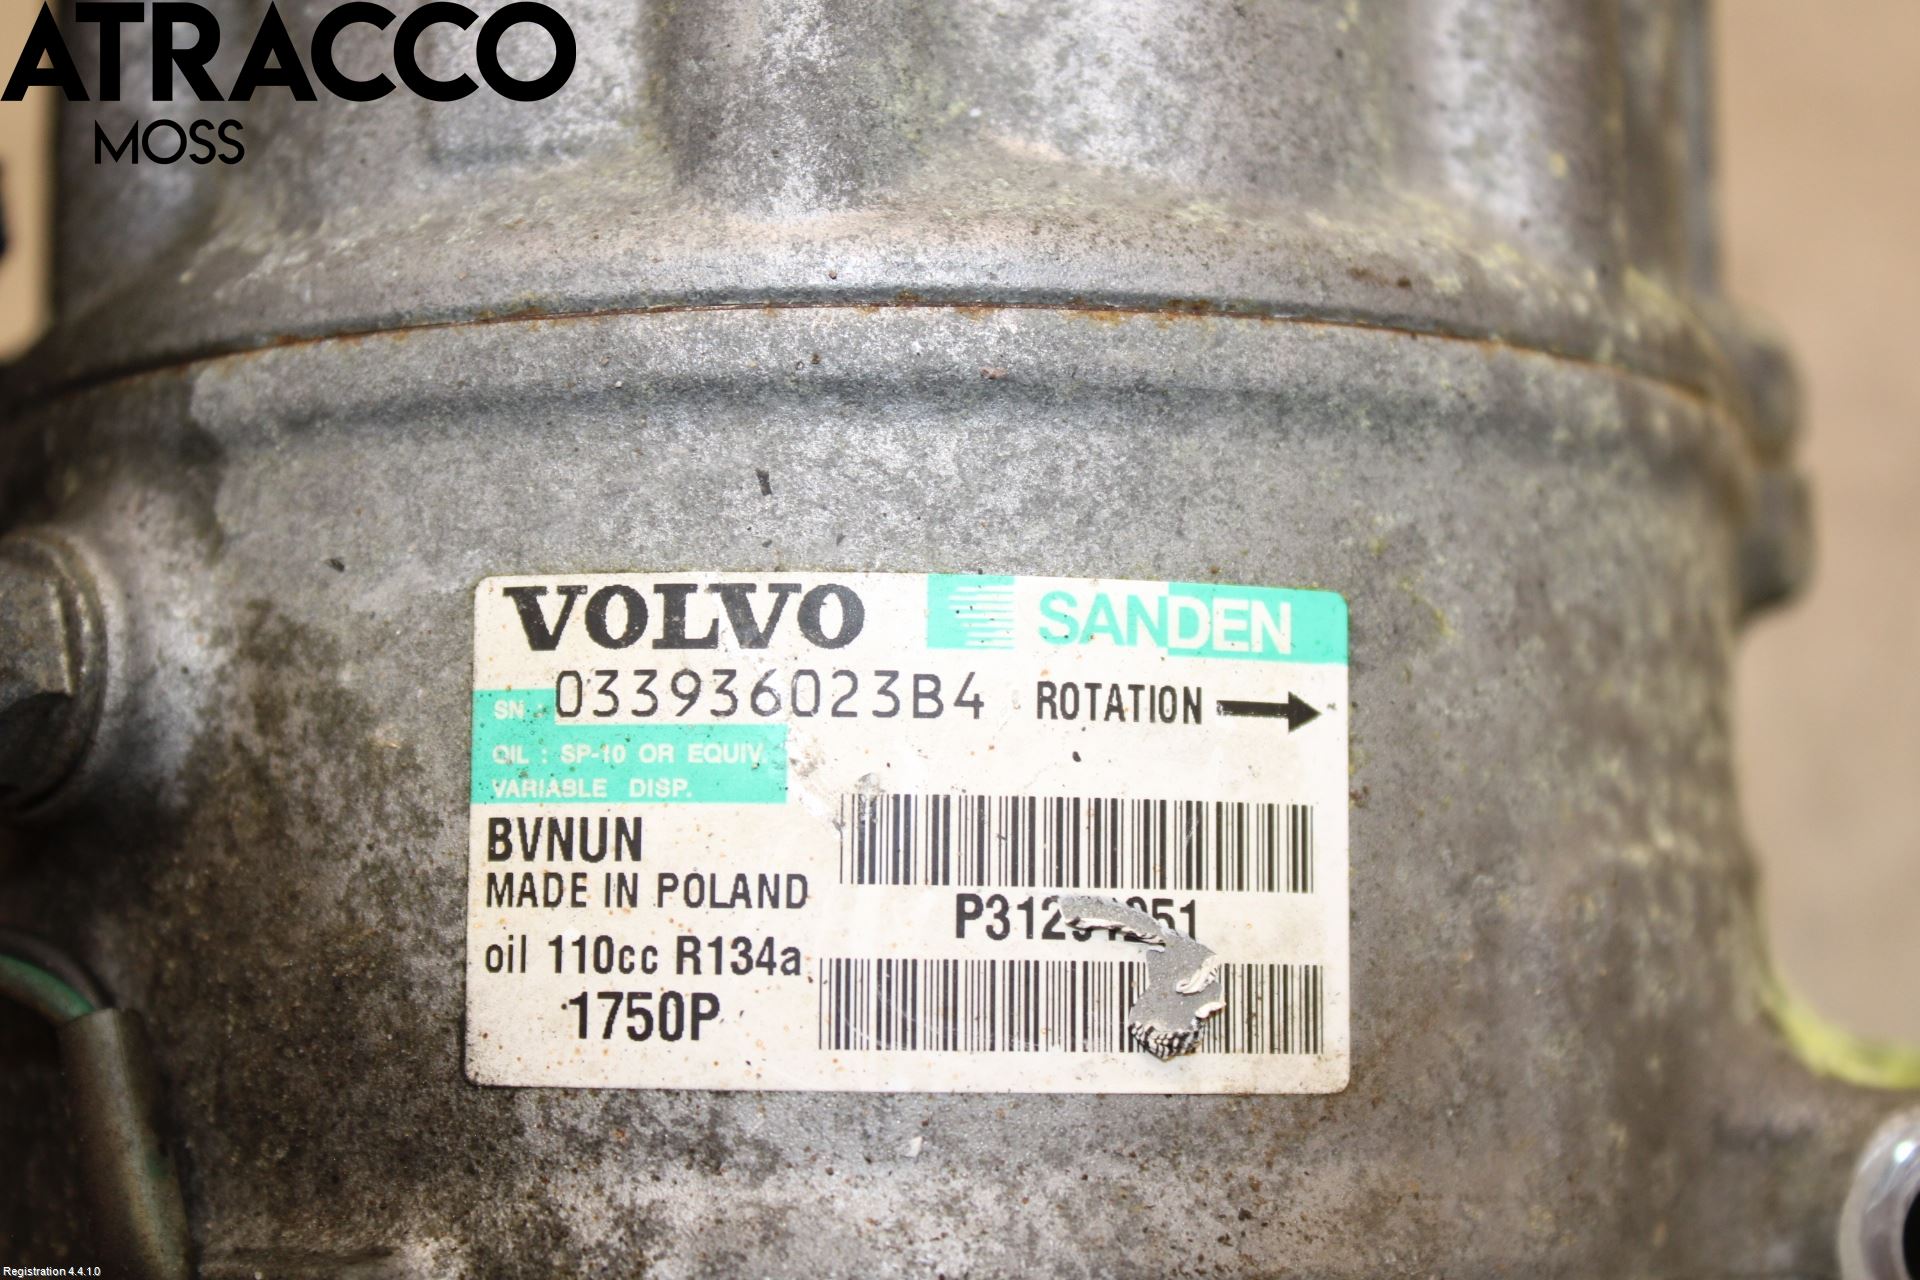 ATRACCO
MOSS
VOLVO SANDEN
SN : 033936023B4 ROTATION
OIL : SP-10 OR EQUIV.
VARIABLE DISP.
BVNUN
MADE IN POLAND
oil 110cc R134a
1750P
Registration 4.4.1.0